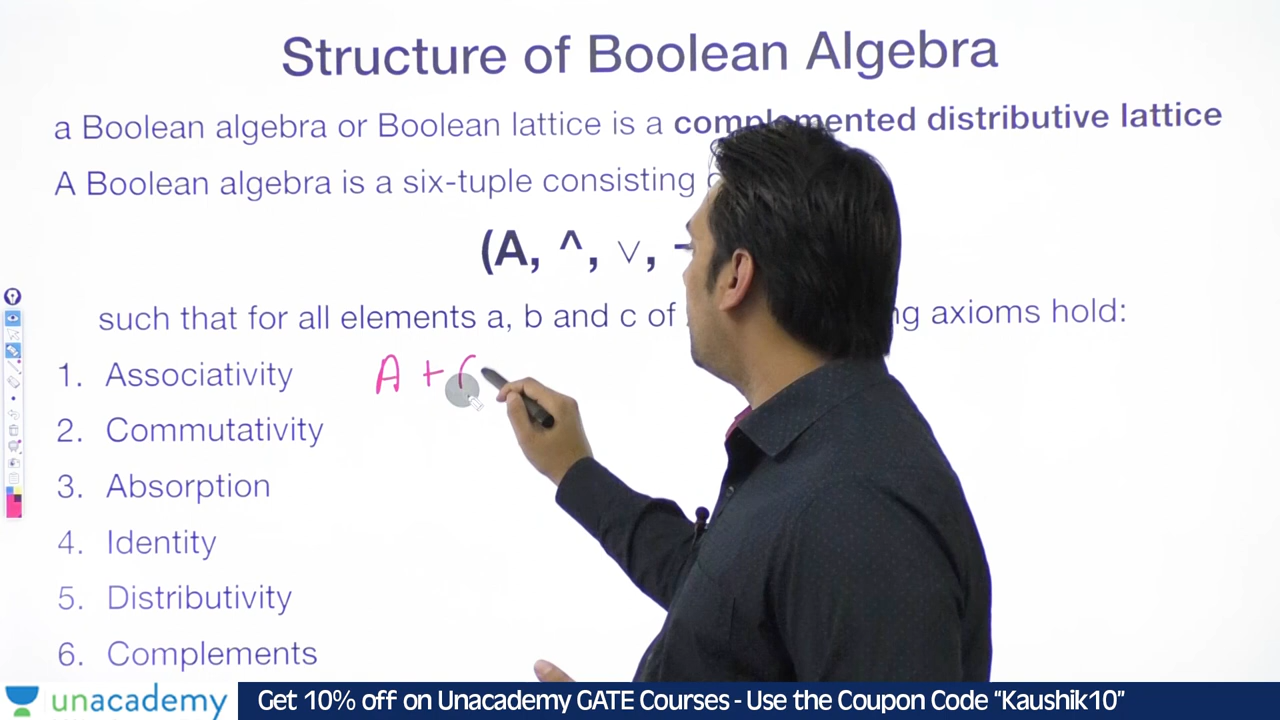 Structure of Boolean Algebra
a Boolean algebra or Boolean lattice is a complemented distributive lattice
A Boolean algebra is a six-tuple consisting
(A, ^, ∨,
such that for all elements a, b and c of axioms hold:
1. Associativity A + (
2. Commutativity
3. Absorption
4. Identity
5. Distributivity
6. Complements
unacademy
Get 10% off on Unacademy GATE Courses - Use the Coupon Code “Kaushik10”